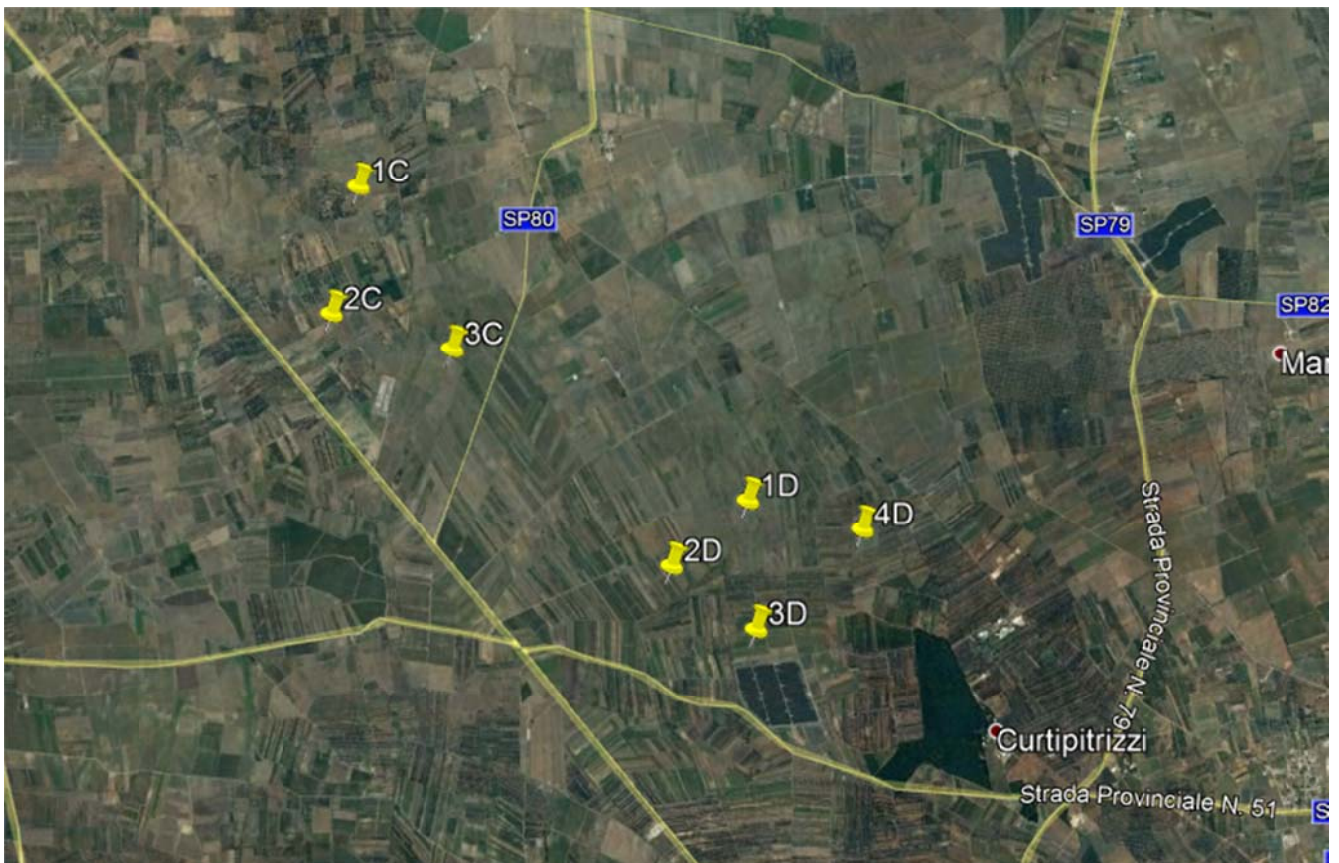 1C
SP80
SP79
2C
SP82
3C
Mar
1D
4D
2D
3D
Strada Provinciale N. 79
Curtipitrizzi
Strada Provinciale N. 51
S